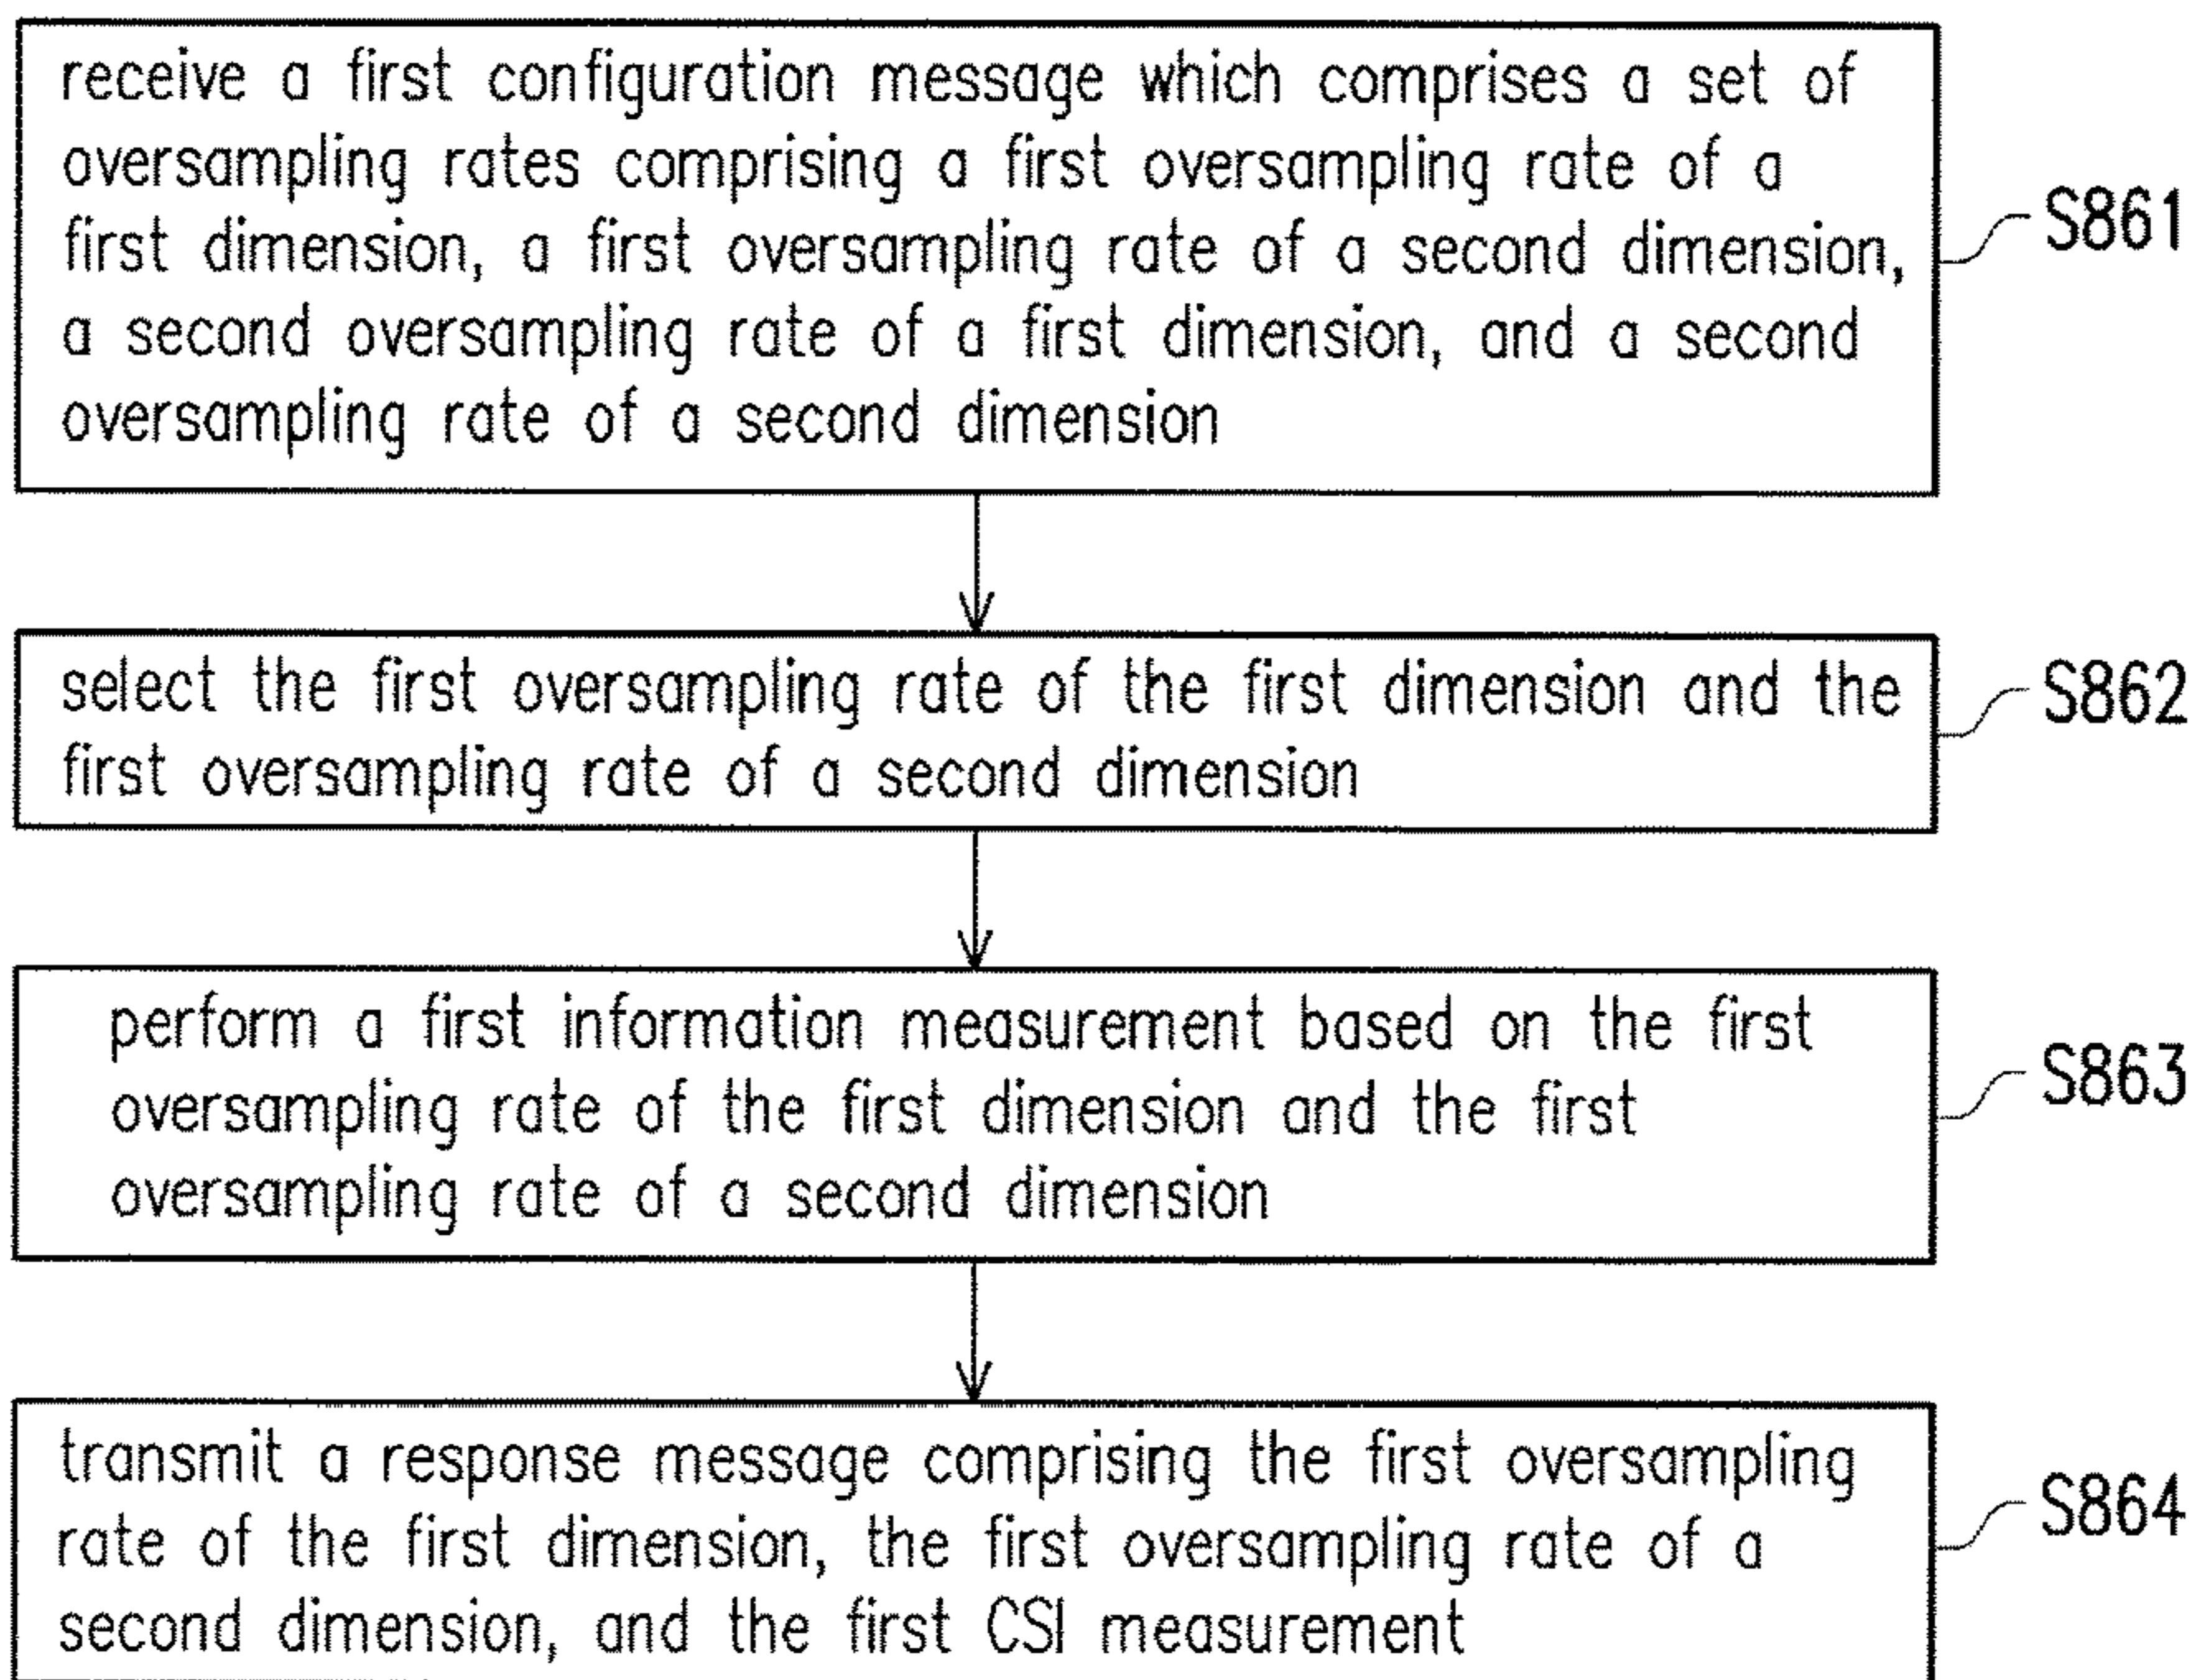 receive a first configuration message which comprises a set of
oversampling rates comprising a first oversampling rate of a
first dimension, a first oversampling rate of a second dimension,
a second oversampling rate of a first dimension, and a second
oversampling rate of a second dimension
S861
select the first oversampling rate of the first dimension and the
first oversampling rate of a second dimension
S862
perform a first information measurement based on the first
oversampling rate of the first dimension and the first
oversampling rate of a second dimension
S863
transmit a response message comprising the first oversampling
rate of the first dimension, the first oversampling rate of a
second dimension, and the first CSI measurement
S864